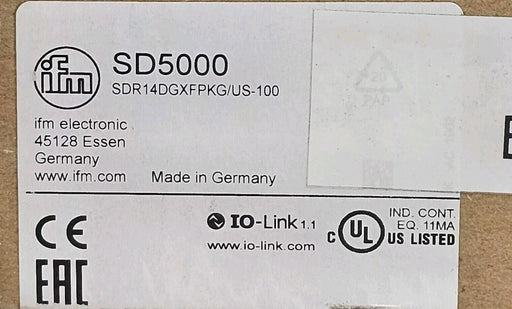 ifm
SD5000
SDR14DGXFPKG/US-100
ifm electronic
45128 Essen
Germany
www.ifm.com Made in Germany
CE
EAC
IO-Link 1.1
www.io-link.com
C UL US LISTED
IND. CONT.
EQ. 11MA